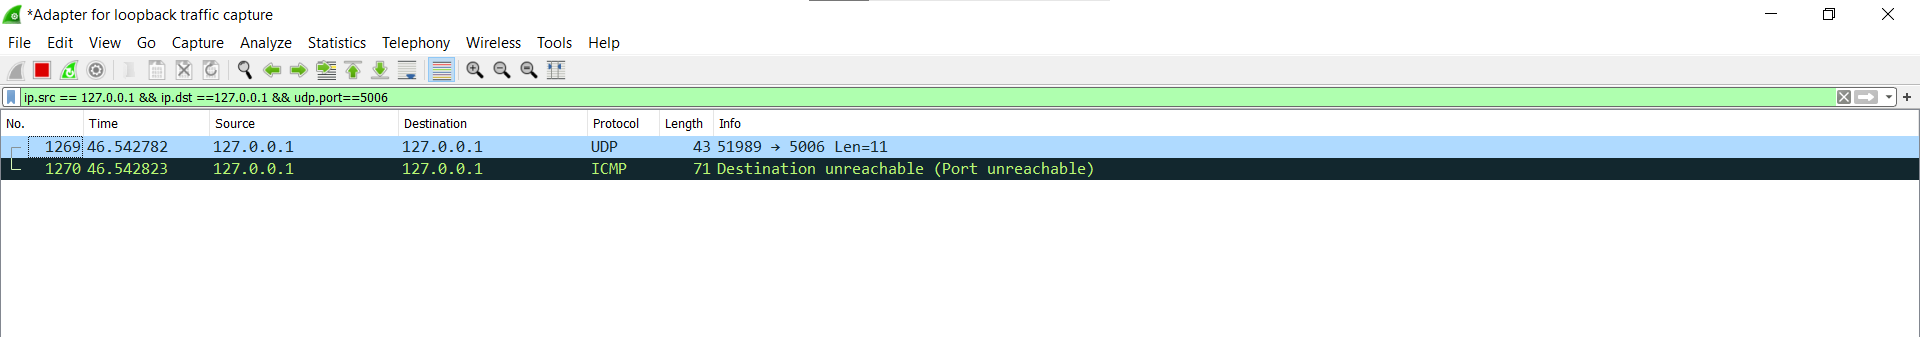 *Adapter for loopback traffic capture
File Edit View Go Capture Analyze Statistics Telephony Wireless Tools Help
ip.src == 127.0.0.1 && ip.dst ==127.0.0.1 && udp.port==5006
No. Time Source Destination Protocol Length Info
1269 46.542782 127.0.0.1 127.0.0.1 UDP 43 51989 → 5006 Len=11
1270 46.542823 127.0.0.1 127.0.0.1 ICMP 71 Destination unreachable (Port unreachable)